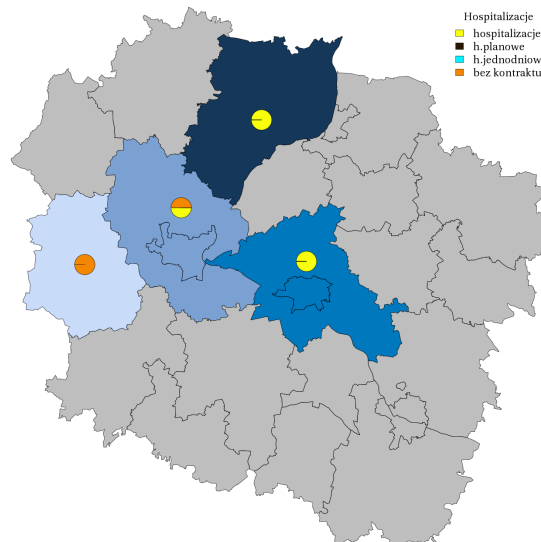 Hospitalizacje
hospitalizacje
h.planowe
h.jednodniow
bez kontraktu